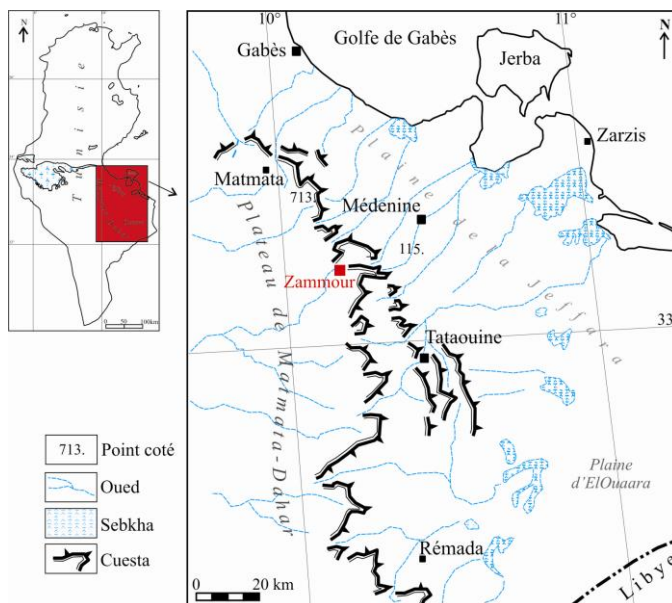 N
Tunisie
0 50 100km
10°
11°
N
Golfe de Gabès
Gabès
Jerba
Zarzis
Plaine de la Jeffara
Matmata
713.
Médenine
115.
Zammour
33
Tataouine
Plateau de Matmata-Dahar
Plaine
d'ElOuaara
Rémada
Libye
0 20 km
713. Point coté
Oued
Sebkha
Cuesta